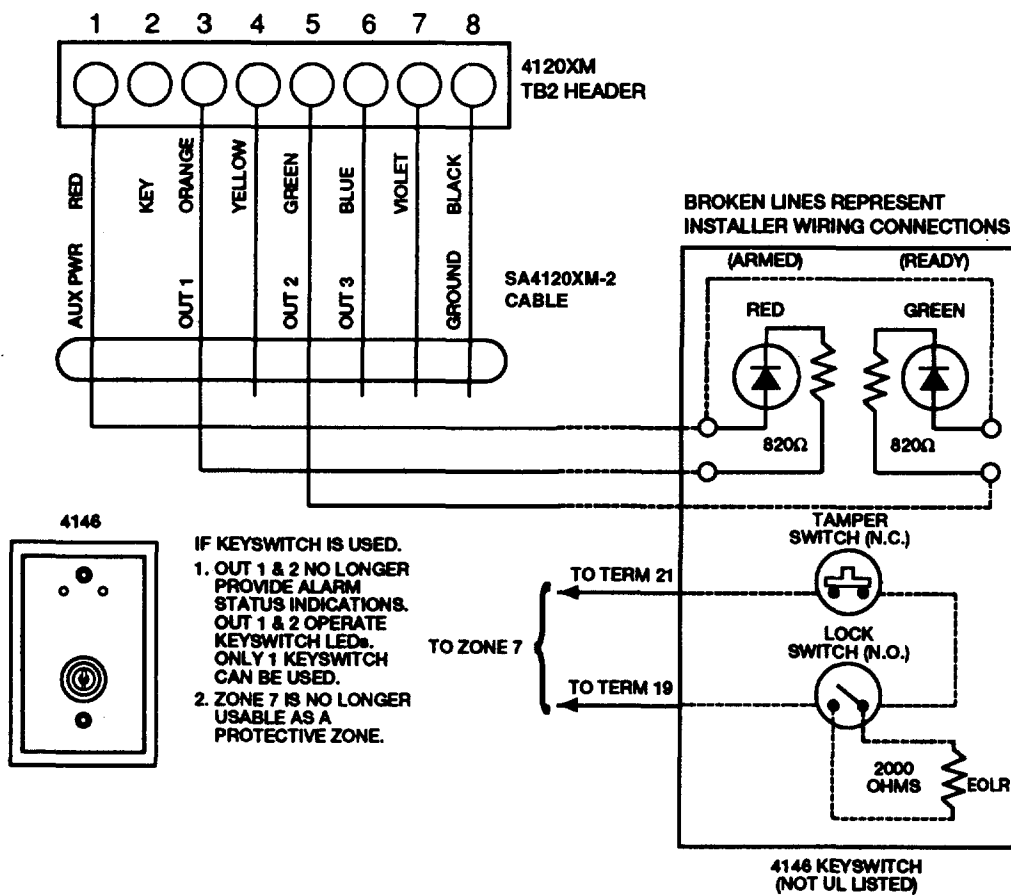 1 2 3 4 5 6 7 8
4120XM
TB2 HEADER
RED
KEY
ORANGE
YELLOW
GREEN
BLUE
VIOLET
BLACK
AUX PWR
OUT 1
OUT 2
OUT 3
GROUND
SA4120XM-2
CABLE
BROKEN LINES REPRESENT
INSTALLER WIRING CONNECTIONS
(ARMED) (READY)
RED GREEN
820Ω 820Ω
4146
IF KEYSWITCH IS USED.
1. OUT 1 & 2 NO LONGER
PROVIDE ALARM
STATUS INDICATIONS.
OUT 1 & 2 OPERATE
KEYSWITCH LEDs.
ONLY 1 KEYSWITCH
CAN BE USED.
2. ZONE 7 IS NO LONGER
USABLE AS A
PROTECTIVE ZONE.
TO ZONE 7
TO TERM 21
TO TERM 19
TAMPER
SWITCH (N.C.)
LOCK
SWITCH (N.O.)
2000
OHMS
EOLR
4146 KEYSWITCH
(NOT UL LISTED)